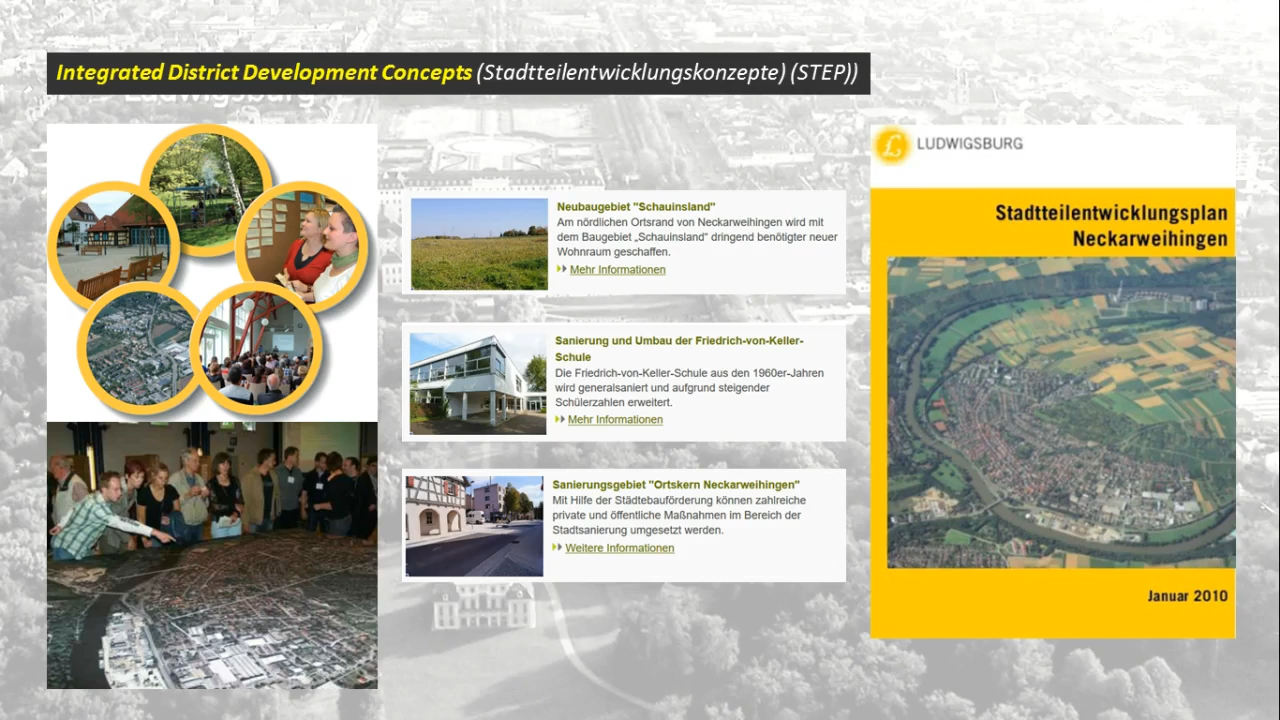 Integrated District Development Concepts (Stadtteilentwicklungskonzepte) (STEP))
Ludwigsburg
Neubaugebiet "Schauinsland"
Am nördlichen Ortsrand von Neckarweihingen wird mit
dem Baugebiet „Schauinsland“ dringend benötigter neuer
Wohnraum geschaffen.
Mehr Informationen
Sanierung und Umbau der Friedrich-von-Keller-
Schule
Die Friedrich-von-Keller-Schule aus den 1960er-Jahren
wird generalsaniert und aufgrund steigender
Schülerzahlen erweitert.
Mehr Informationen
Sanierungsgebiet "Ortskern Neckarweihingen"
Mit Hilfe der Städtebauförderung können zahlreiche
private und öffentliche Maßnahmen im Bereich der
Stadtsanierung umgesetzt werden.
Weitere Informationen
LUDWIGSBURG
Stadtteilentwicklungsplan
Neckarweihingen
Januar 2010